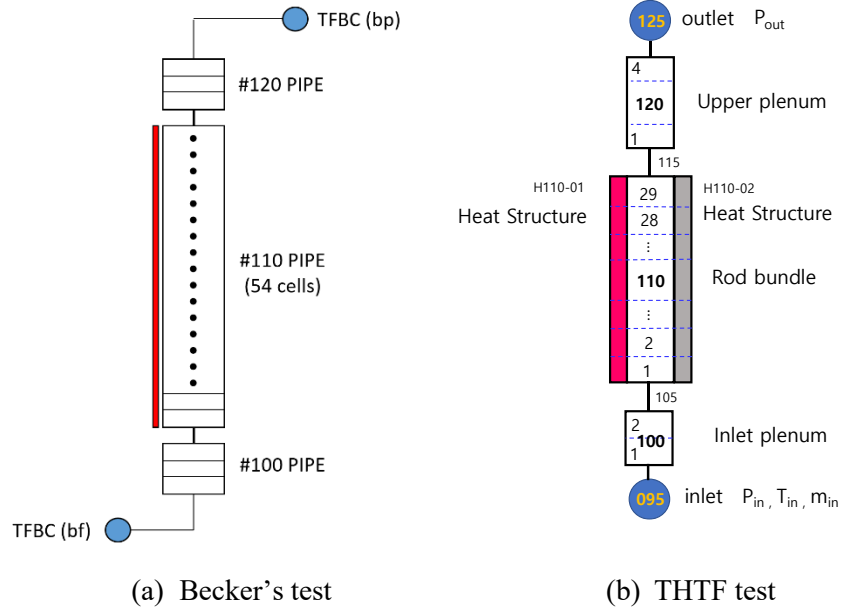 TFBC (bp)
#120 PIPE
#110 PIPE
(54 cells)
#100 PIPE
TFBC (bf)
(a) Becker's test
125 outlet P_out
4
120 Upper plenum
1
115
H110-01 29 H110-02
Heat Structure 28 Heat Structure
⋮
110 Rod bundle
⋮
2
1
105
2
100 Inlet plenum
1
095 inlet P_in , T_in , m_in
(b) THTF test